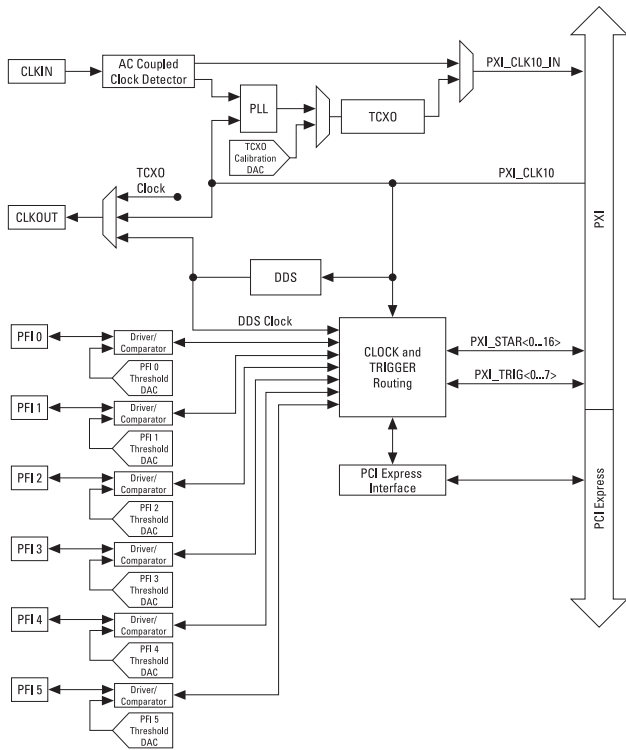 CLKIN
AC Coupled
Clock Detector
PLL
TCXO
Calibration
DAC
TCXO
PXI_CLK10_IN
TCXO
Clock
PXI_CLK10
CLKOUT
DDS
DDS Clock
CLOCK and
TRIGGER
Routing
PXI_STAR<0...16>
PXI_TRIG<0...7>
PCI Express
Interface
PXI
PCI Express
PFI 0
Driver/
Comparator
PFI 0
Threshold
DAC
PFI 1
Driver/
Comparator
PFI 1
Threshold
DAC
PFI 2
Driver/
Comparator
PFI 2
Threshold
DAC
PFI 3
Driver/
Comparator
PFI 3
Threshold
DAC
PFI 4
Driver/
Comparator
PFI 4
Threshold
DAC
PFI 5
Driver/
Comparator
PFI 5
Threshold
DAC